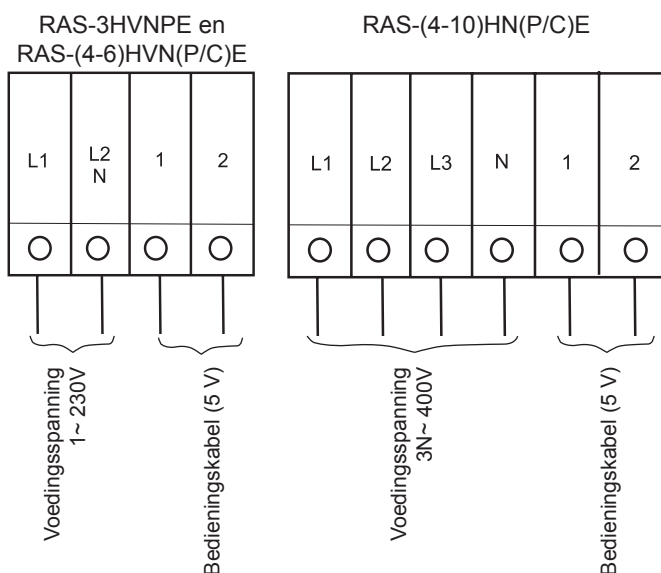 RAS-3HVNPE en
RAS-(4-6)HVN(P/C)E
L1
L2
N
1
2
Voedingsspanning
1~ 230V
Bedieningskabel (5 V)
RAS-(4-10)HN(P/C)E
L1
L2
L3
N
1
2
Voedingsspanning
3N~ 400V
Bedieningskabel (5 V)